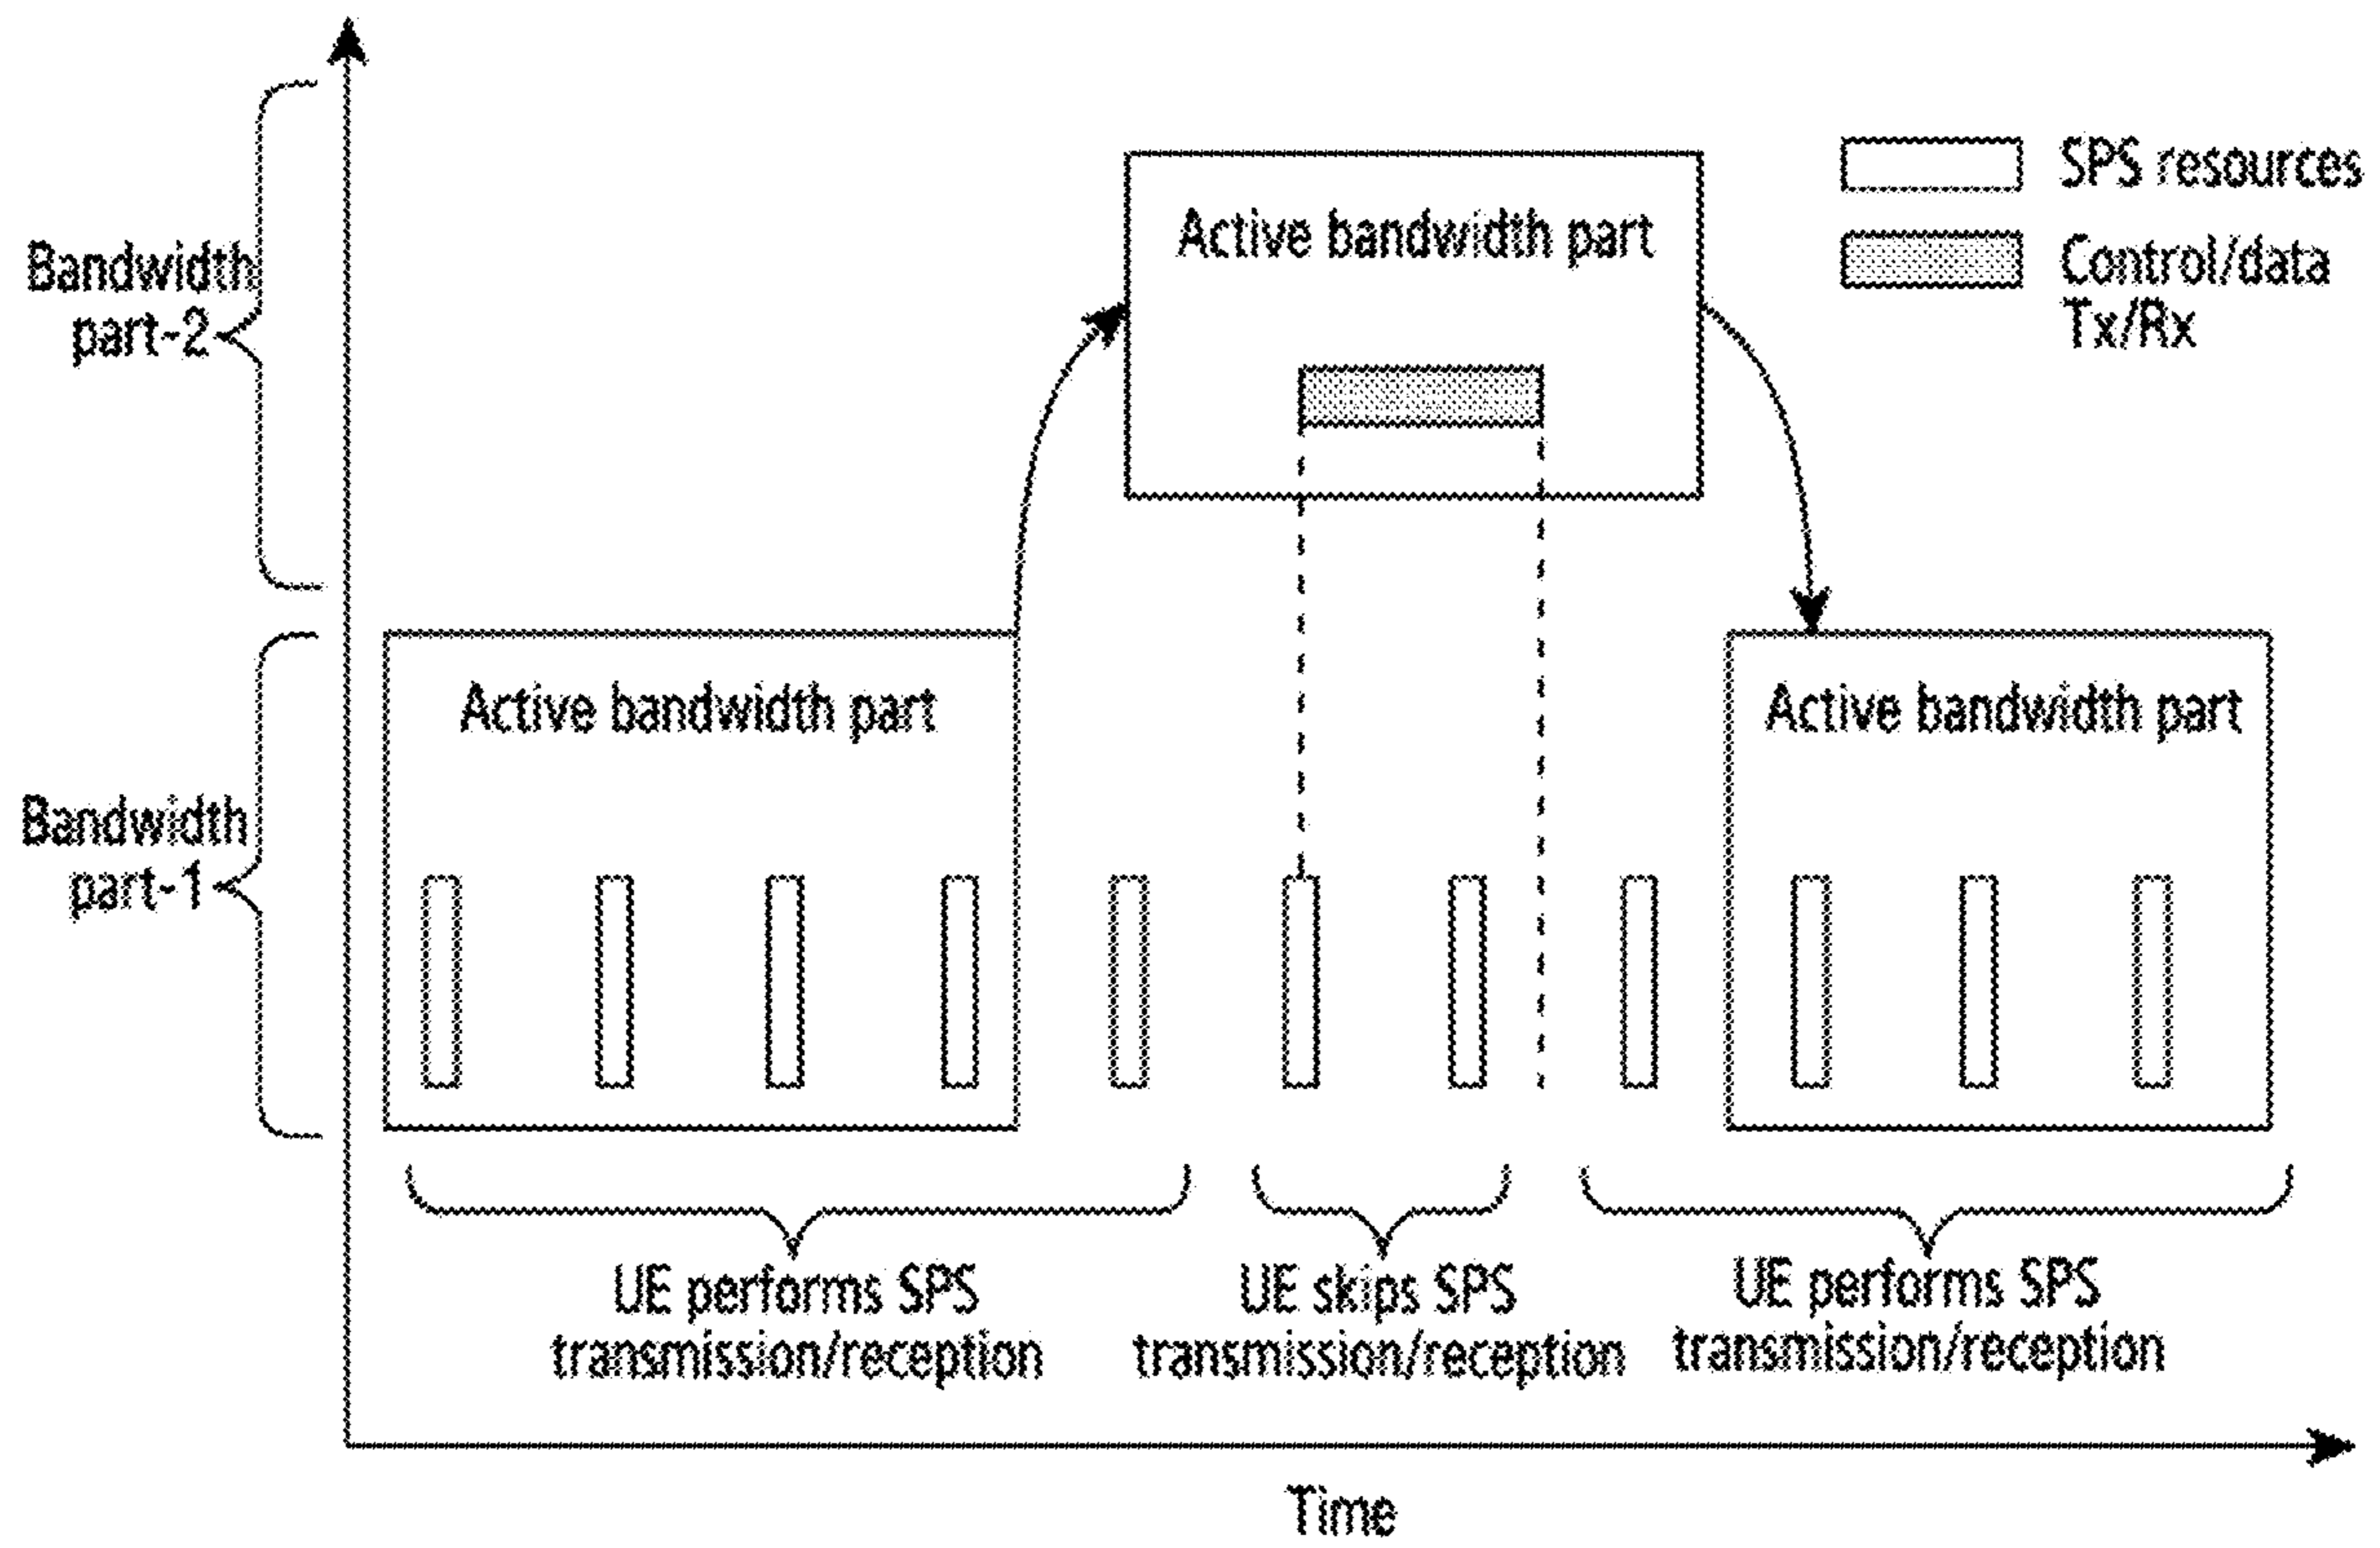 Bandwidth
part-2
Active bandwidth part
SPS resources
Control/data
Tx/Rx
Bandwidth
part-1
Active bandwidth part
Active bandwidth part
UE performs SPS
transmission/reception
UE skips SPS
transmission/reception
UE performs SPS
transmission/reception
Time